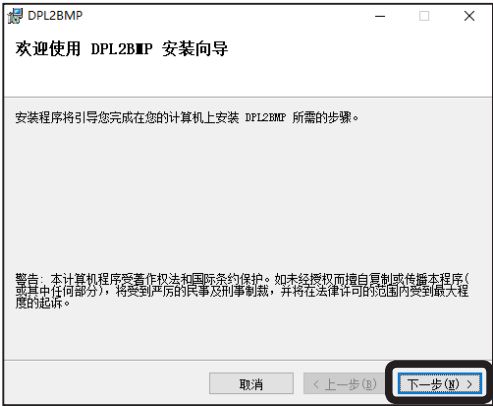 DPL2BMP
欢迎使用 DPL2BMP 安装向导
安装程序将引导您完成在您的计算机上安装 DPL2BMP 所需的步骤。
警告: 本计算机程序受著作权法和国际条约保护。如未经授权而擅自复制或传播本程序(
或其中任何部分)，将受到严厉的民事及刑事制裁，并将在法律许可的范围内受到最大程
度的起诉。
取消 < 上一步(B) 下一步(N) >